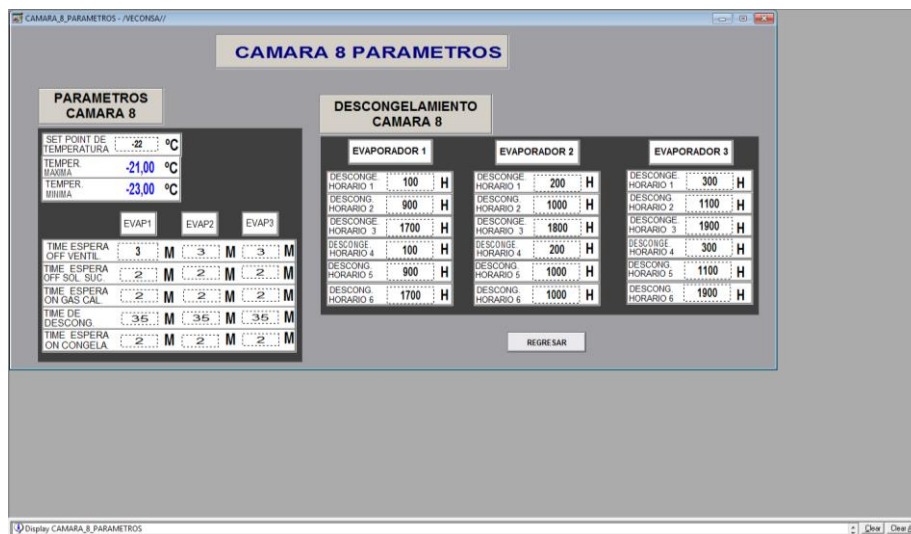 CAMARA_8_PARAMETROS - /VECONSA//
CAMARA 8 PARAMETROS
PARAMETROS
CAMARA 8
SET POINT DE
TEMPERATURA -22 ºC
TEMPER.
MAXIMA -21,00 ºC
TEMPER.
MINIMA -23,00 ºC
EVAP1 EVAP2 EVAP3
TIME ESPERA
OFF VENTIL. 3 M 3 M 3 M
TIME ESPERA
OFF SOL. SUC. 2 M 2 M 2 M
TIME ESPERA
ON GAS CAL. 2 M 2 M 2 M
TIME DE
DESCONG. 35 M 35 M 35 M
TIME ESPERA
ON CONGELA. 2 M 2 M 2 M
DESCONGELAMIENTO
CAMARA 8
EVAPORADOR 1
DESCONGE.
HORARIO 1 100 H
DESCONG.
HORARIO 2 900 H
DESCONGE.
HORARIO 3 1700 H
DESCONGE.
HORARIO 4 100 H
DESCONG.
HORARIO 5 900 H
DESCONG.
HORARIO 6 1700 H
EVAPORADOR 2
DESCONGE.
HORARIO 1 200 H
DESCONG.
HORARIO 2 1000 H
DESCONGE.
HORARIO 3 1800 H
DESCONGE.
HORARIO 4 200 H
DESCONG.
HORARIO 5 1000 H
DESCONG.
HORARIO 6 1000 H
EVAPORADOR 3
DESCONGE.
HORARIO 1 300 H
DESCONG.
HORARIO 2 1100 H
DESCONGE.
HORARIO 3 1900 H
DESCONGE.
HORARIO 4 300 H
DESCONG.
HORARIO 5 1100 H
DESCONG.
HORARIO 6 1900 H
REGRESAR
Display CAMARA_8_PARAMETROS
Clear Clear